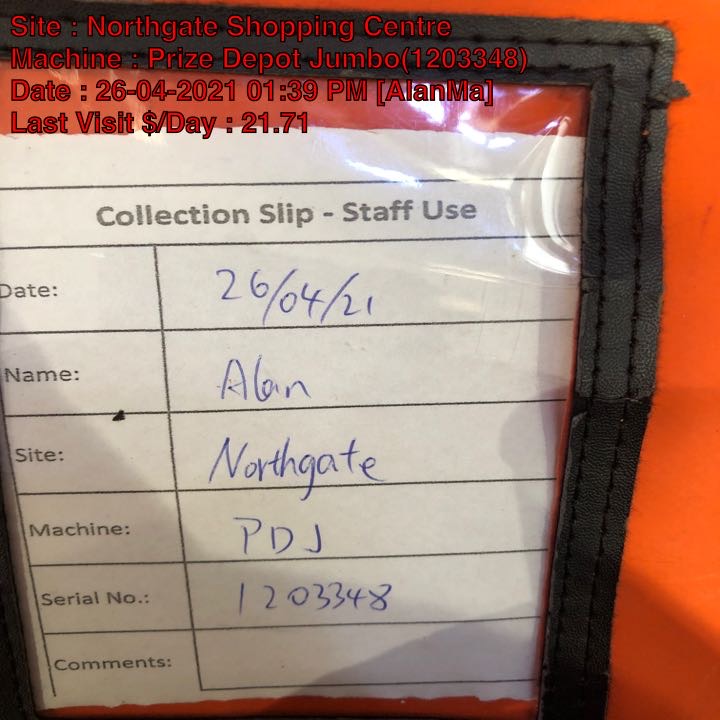 Site : Northgate Shopping Centre
Machine : Prize Depot Jumbo(1203348)
Date : 26-04-2021 01:39 PM [AlanMa]
Last Visit $/Day : 21.71
Collection Slip - Staff Use
Date: 26/04/21
Name: Alan
Site: Northgate
Machine: PDJ
Serial No.: 1203348
Comments: